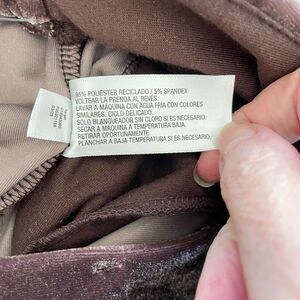 95% POLIÉSTER RECICLADO / 5% SPANDEX
VOLTEAR LA PRENDA AL REVÉS.
LAVAR A MÁQUINA CON AGUA FRÍA CON COLORES
SIMILARES. CICLO DELICADO.
SÓLO BLANQUEADOR SIN CLORO SI ES NECESARIO.
SECAR A MÁQUINA A TEMPERATURA BAJA.
RETIRAR OPORTUNAMENTE.
PLANCHAR A BAJA TEMPERATURA SI ES NECESARIO.